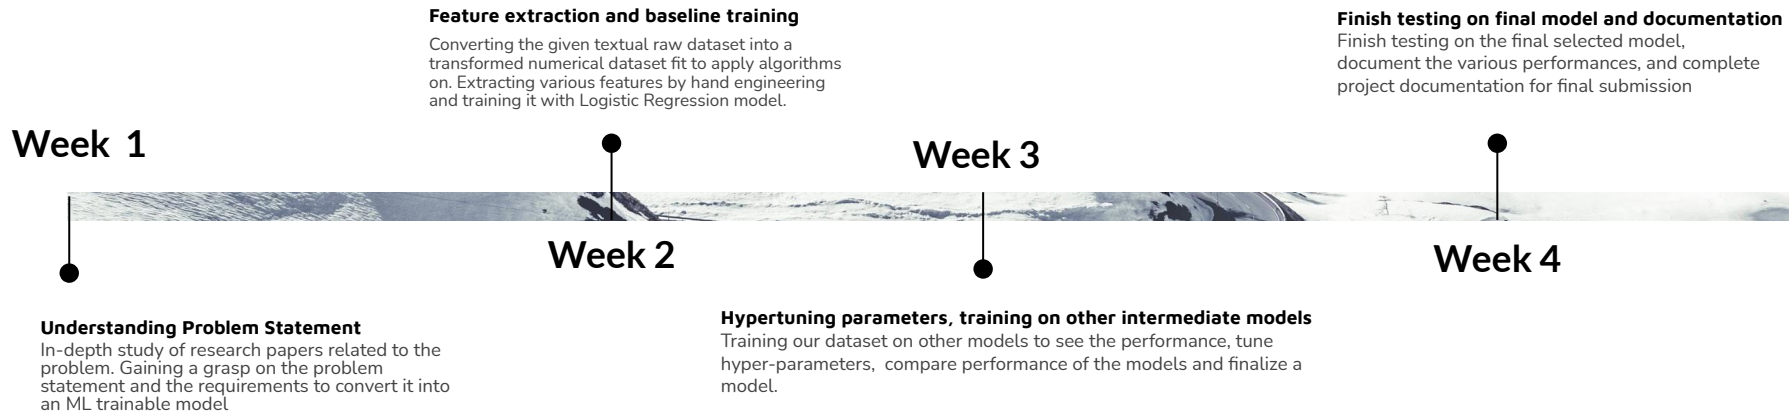 Week 1
Understanding Problem Statement
In-depth study of research papers related to the
problem. Gaining a grasp on the problem
statement and the requirements to convert it into
an ML trainable model
Feature extraction and baseline training
Converting the given textual raw dataset into a
transformed numerical dataset fit to apply algorithms
on. Extracting various features by hand engineering
and training it with Logistic Regression model.
Week 2
Week 3
Hypertuning parameters, training on other intermediate models
Training our dataset on other models to see the performance, tune
hyper-parameters, compare performance of the models and finalize a
model.
Finish testing on final model and documentation
Finish testing on the final selected model,
document the various performances, and complete
project documentation for final submission
Week 4